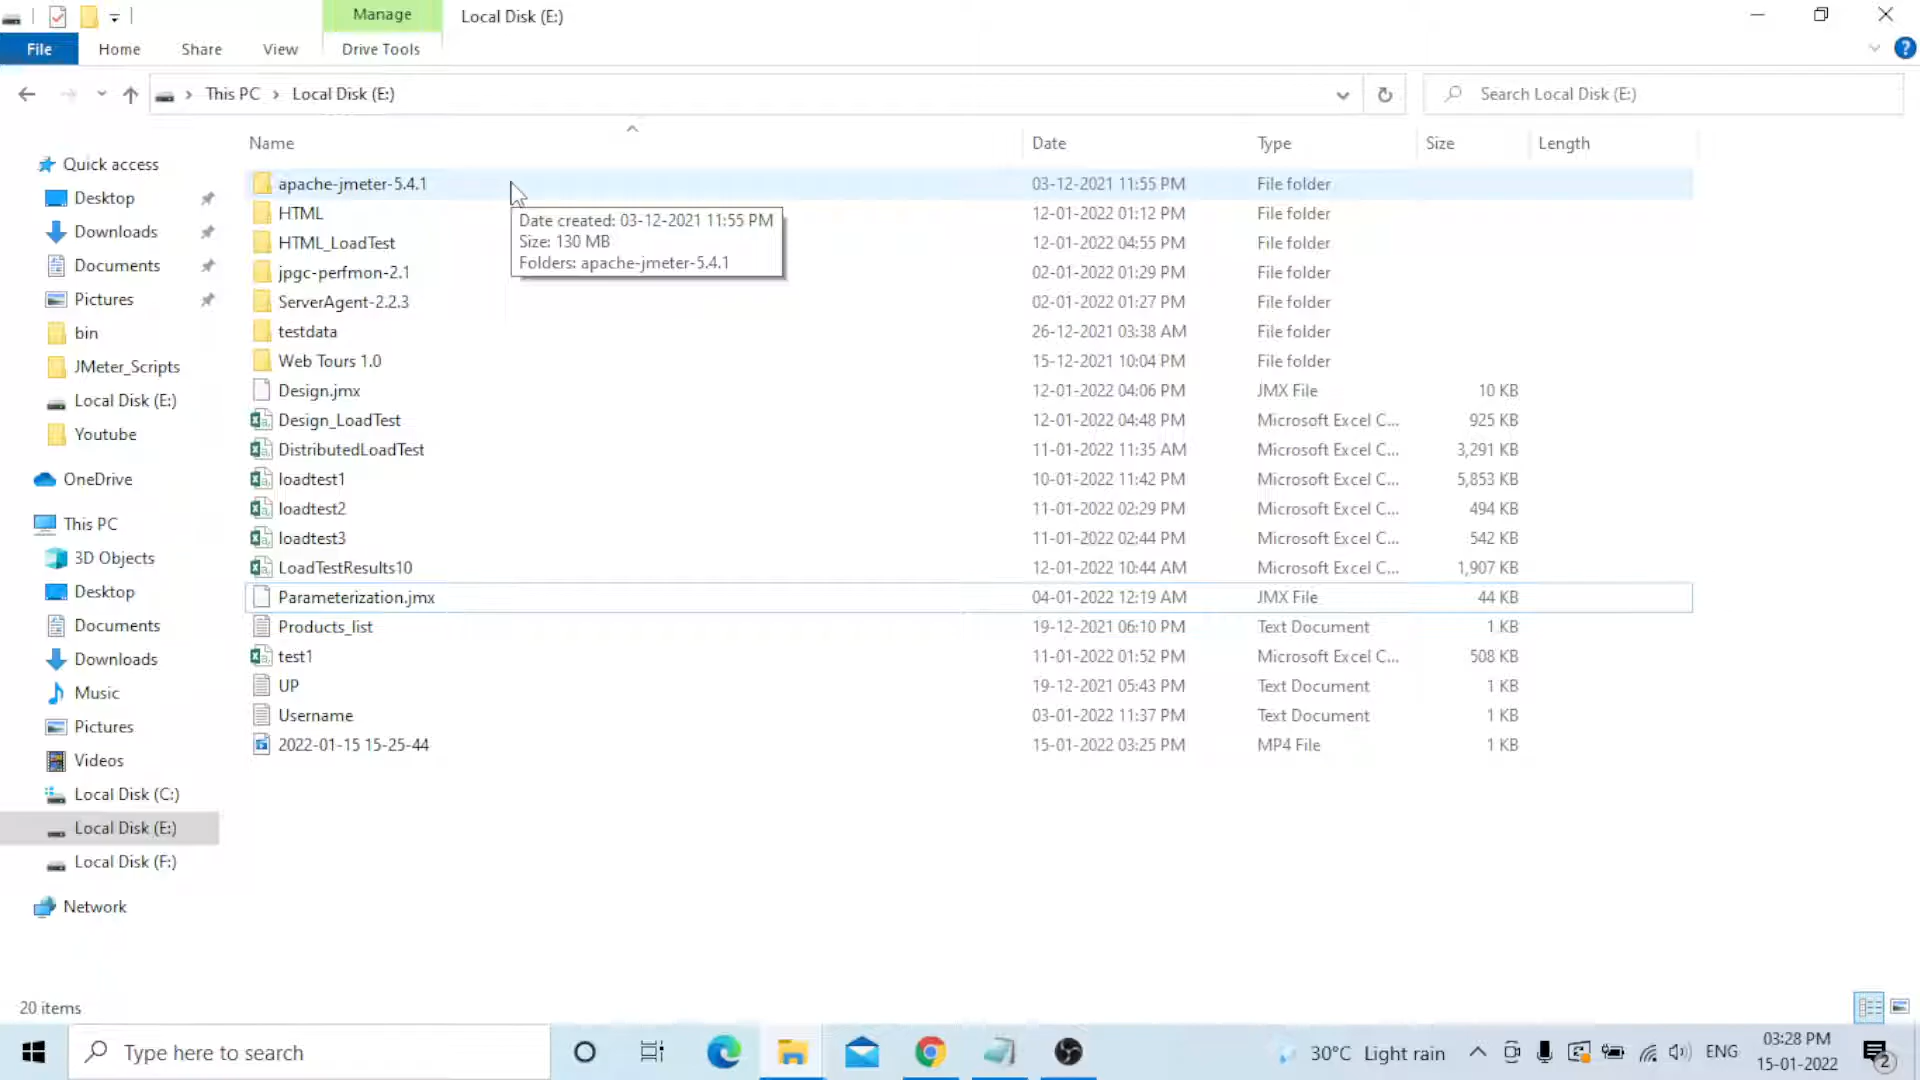 Manage
Local Disk (E:)
File
Home
Share
View
Drive Tools
?
This PC
Local Disk (E:)
Search Local Disk (E:)
Name
Date
Type
Size
Length
Quick access
Desktop
Downloads
Documents
Pictures
bin
JMeter_Scripts
Local Disk (E:)
Youtube
OneDrive
This PC
3D Objects
Desktop
Documents
Downloads
Music
Pictures
Videos
Local Disk (C:)
Local Disk (E:)
Local Disk (F:)
Network
apache-jmeter-5.4.1 03-12-2021 11:55 PM File folder
HTML 12-01-2022 01:12 PM File folder
HTML_LoadTest 12-01-2022 04:55 PM File folder
jpgc-perfmon-2.1 02-01-2022 01:29 PM File folder
ServerAgent-2.2.3 02-01-2022 01:27 PM File folder
testdata 26-12-2021 03:38 AM File folder
Web Tours 1.0 15-12-2021 10:04 PM File folder
Design.jmx 12-01-2022 04:06 PM JMX File 10 KB
Design_LoadTest 12-01-2022 04:48 PM Microsoft Excel C... 925 KB
DistributedLoadTest 11-01-2022 11:35 AM Microsoft Excel C... 3,291 KB
loadtest1 10-01-2022 11:42 PM Microsoft Excel C... 5,853 KB
loadtest2 11-01-2022 02:29 PM Microsoft Excel C... 494 KB
loadtest3 11-01-2022 02:44 PM Microsoft Excel C... 542 KB
LoadTestResults10 12-01-2022 10:44 AM Microsoft Excel C... 1,907 KB
Parameterization.jmx 04-01-2022 12:19 AM JMX File 44 KB
Products_list 19-12-2021 06:10 PM Text Document 1 KB
test1 11-01-2022 01:52 PM Microsoft Excel C... 508 KB
UP 19-12-2021 05:43 PM Text Document 1 KB
Username 03-01-2022 11:37 PM Text Document 1 KB
2022-01-15 15-25-44 15-01-2022 03:25 PM MP4 File 1 KB
Date created: 03-12-2021 11:55 PM
Size: 130 MB
Folders: apache-jmeter-5.4.1
20 items
Type here to search
30°C Light rain
ENG
03:28 PM
15-01-2022
2